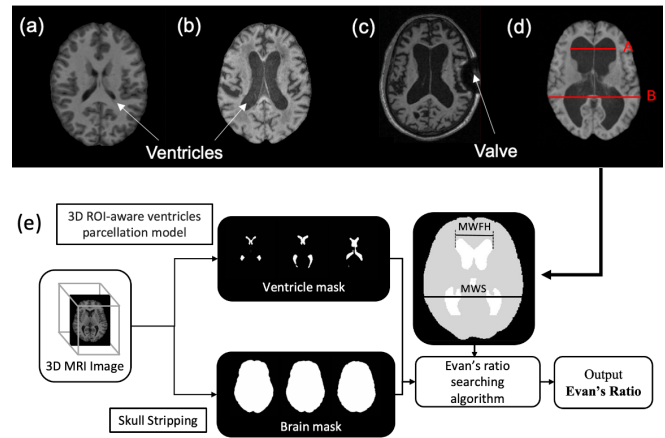 (a)
(b)
(c)
(d)
A
B
Ventricles
Valve
(e)
3D ROI-aware ventricles
parcellation model
MWFH
Ventricle mask
MWS
3D MRI Image
Evan's ratio
searching
algorithm
Output
Evan's Ratio
Skull Stripping
Brain mask